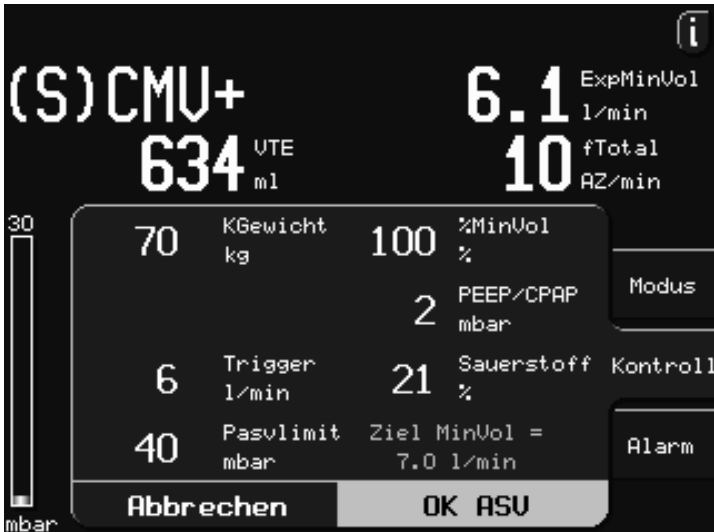 i
(S)CMV+
6.1 ExpMinVol
l/min
634 VTE
ml
10 fTotal
AZ/min
30
70 KGewicht
kg
100 %MinVol
%
2 PEEP/CPAP
mbar
Modus
6 Trigger
l/min
21 Sauerstoff
%
Kontroll
40 Pasvlimit
mbar
Ziel MinVol =
7.0 l/min
Alarm
Abbrechen
OK ASV
mbar